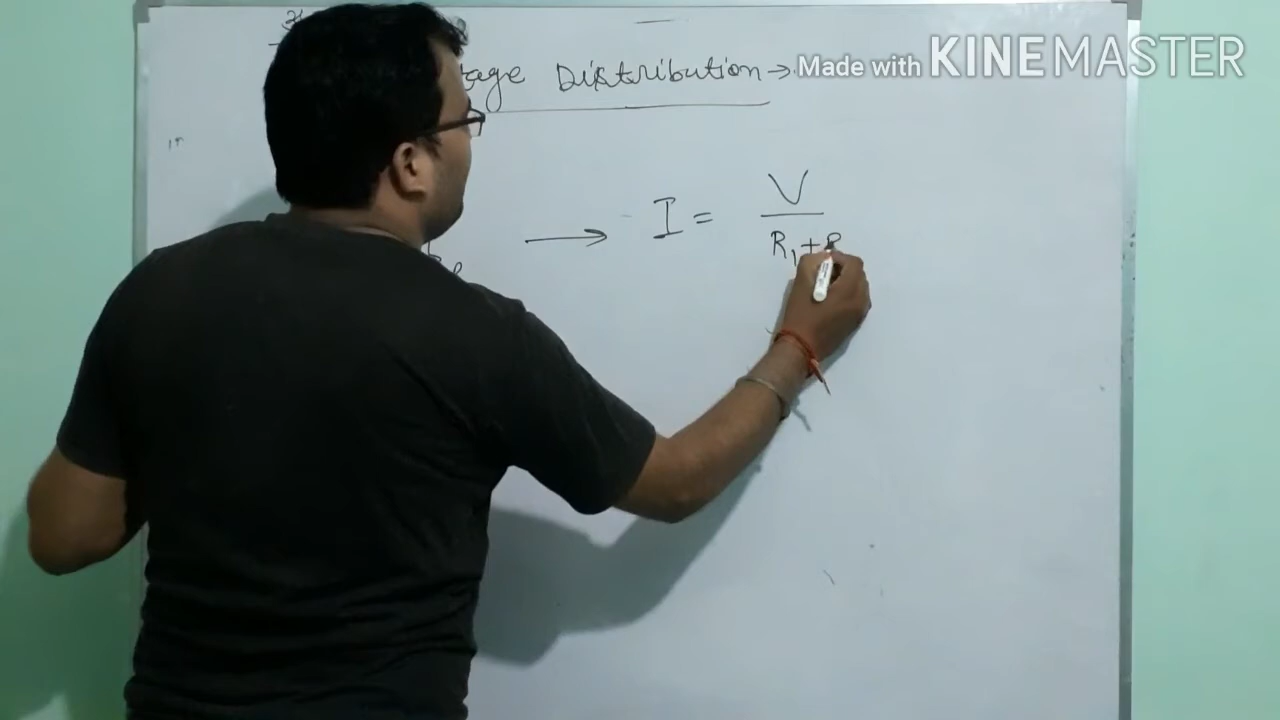 Distribution →
Made with KINEMASTER
I = V
R₁ + R